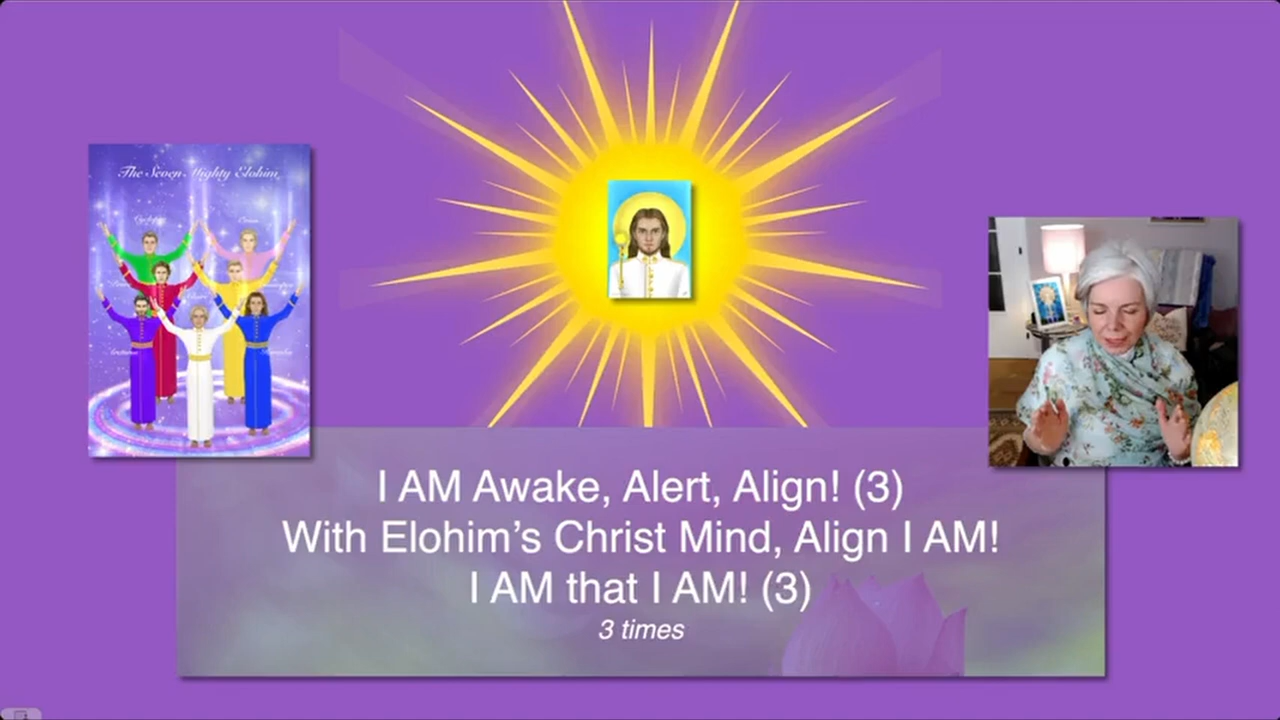 The Seven Mighty Elohim
I AM Awake, Alert, Align! (3)
With Elohim's Christ Mind, Align I AM!
I AM that I AM! (3)
3 times